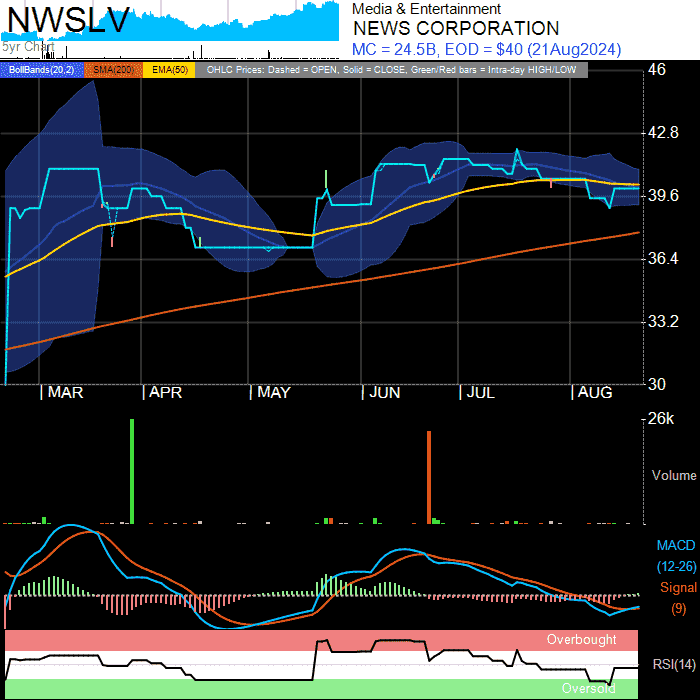 NWSLV
5yr Chart
Media & Entertainment
NEWS CORPORATION
MC = 24.5B, EOD = $40 (21Aug2024)
BollBands(20,2) SMA(200) EMA(50) OHLC Prices: Dashed = OPEN, Solid = CLOSE, Green/Red bars = Intra-day HIGH/LOW
46
42.8
39.6
36.4
33.2
30
MAR APR MAY JUN JUL AUG
26k
Volume
MACD
(12-26)
Signal
(9)
Overbought
RSI(14)
Oversold